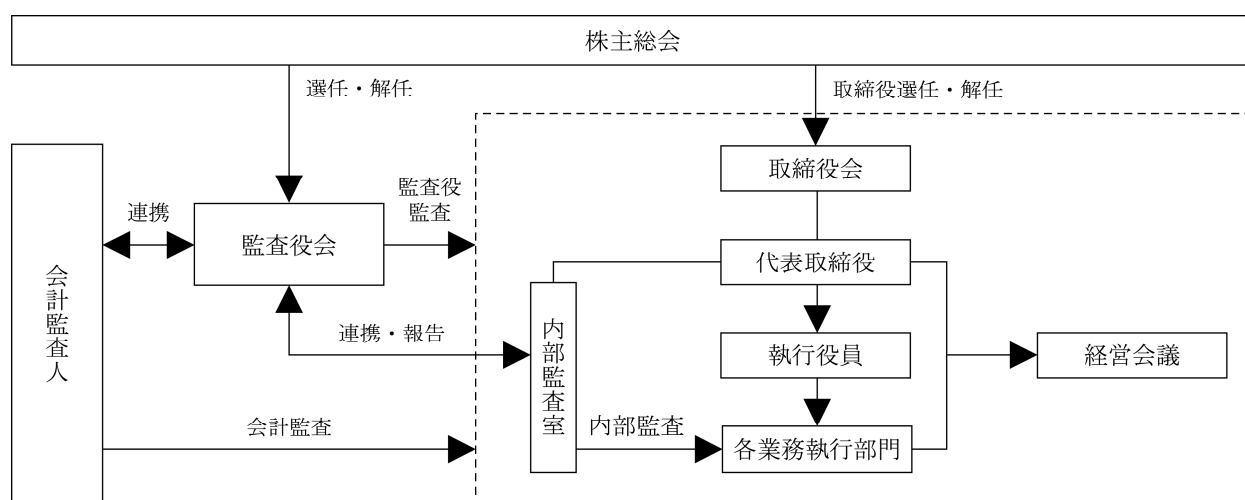 株主総会
選任・解任
取締役選任・解任
取締役会
監査役
監査
連携
監査役会
代表取締役
会計監査人
連携・報告
内部監査室
執行役員
経営会議
会計監査
内部監査
各業務執行部門